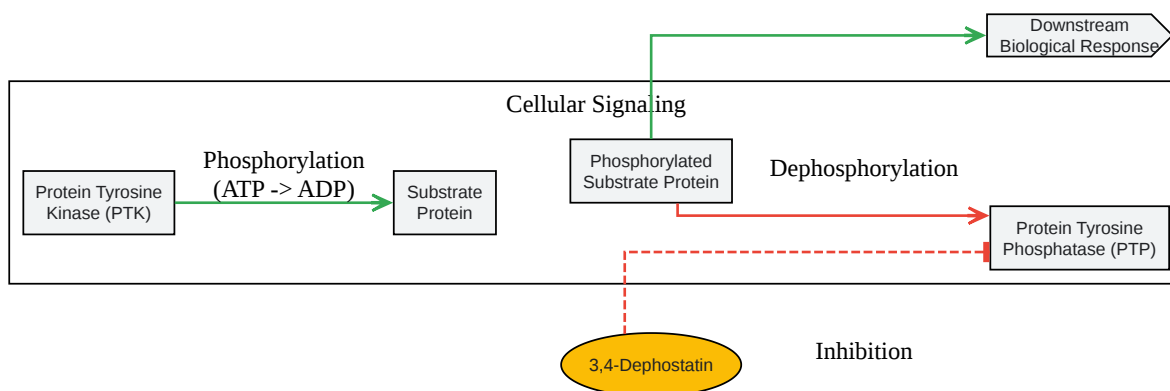 Downstream
Biological Response
Cellular Signaling
Phosphorylation
(ATP -> ADP)
Protein Tyrosine
Kinase (PTK)
Substrate
Protein
Phosphorylated
Substrate Protein
Dephosphorylation
Protein Tyrosine
Phosphatase (PTP)
3,4-Dephostatin
Inhibition